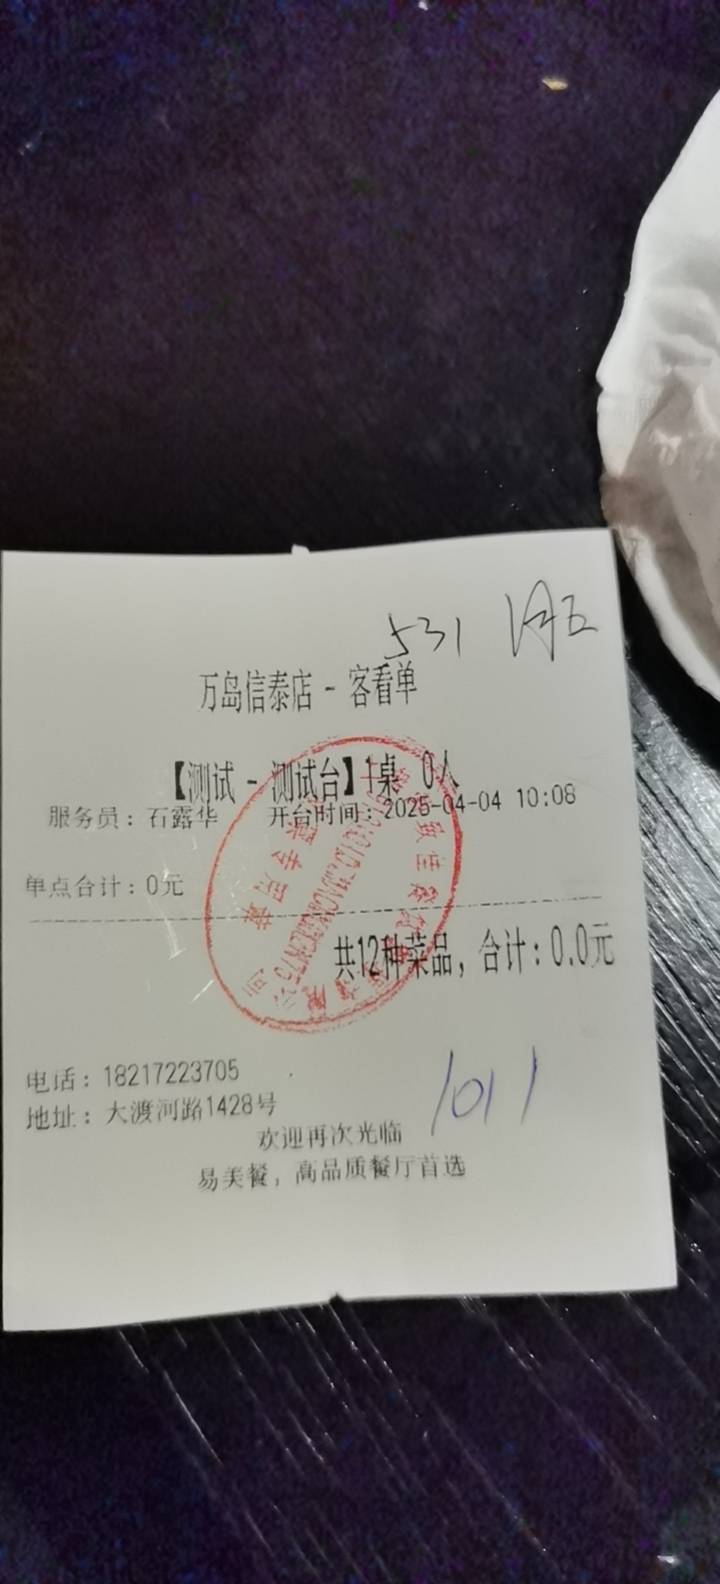 531
万岛信泰店 - 客看单
【测试 - 测试台】1桌 0人
服务员：石露华 开台时间：2025-04-04 10:08
单点合计：0元
共12种菜品，合计：0.0元
电话：18217223705
地址：大渡河路1428号
1011
欢迎再次光临
易美餐，高品质餐厅首选